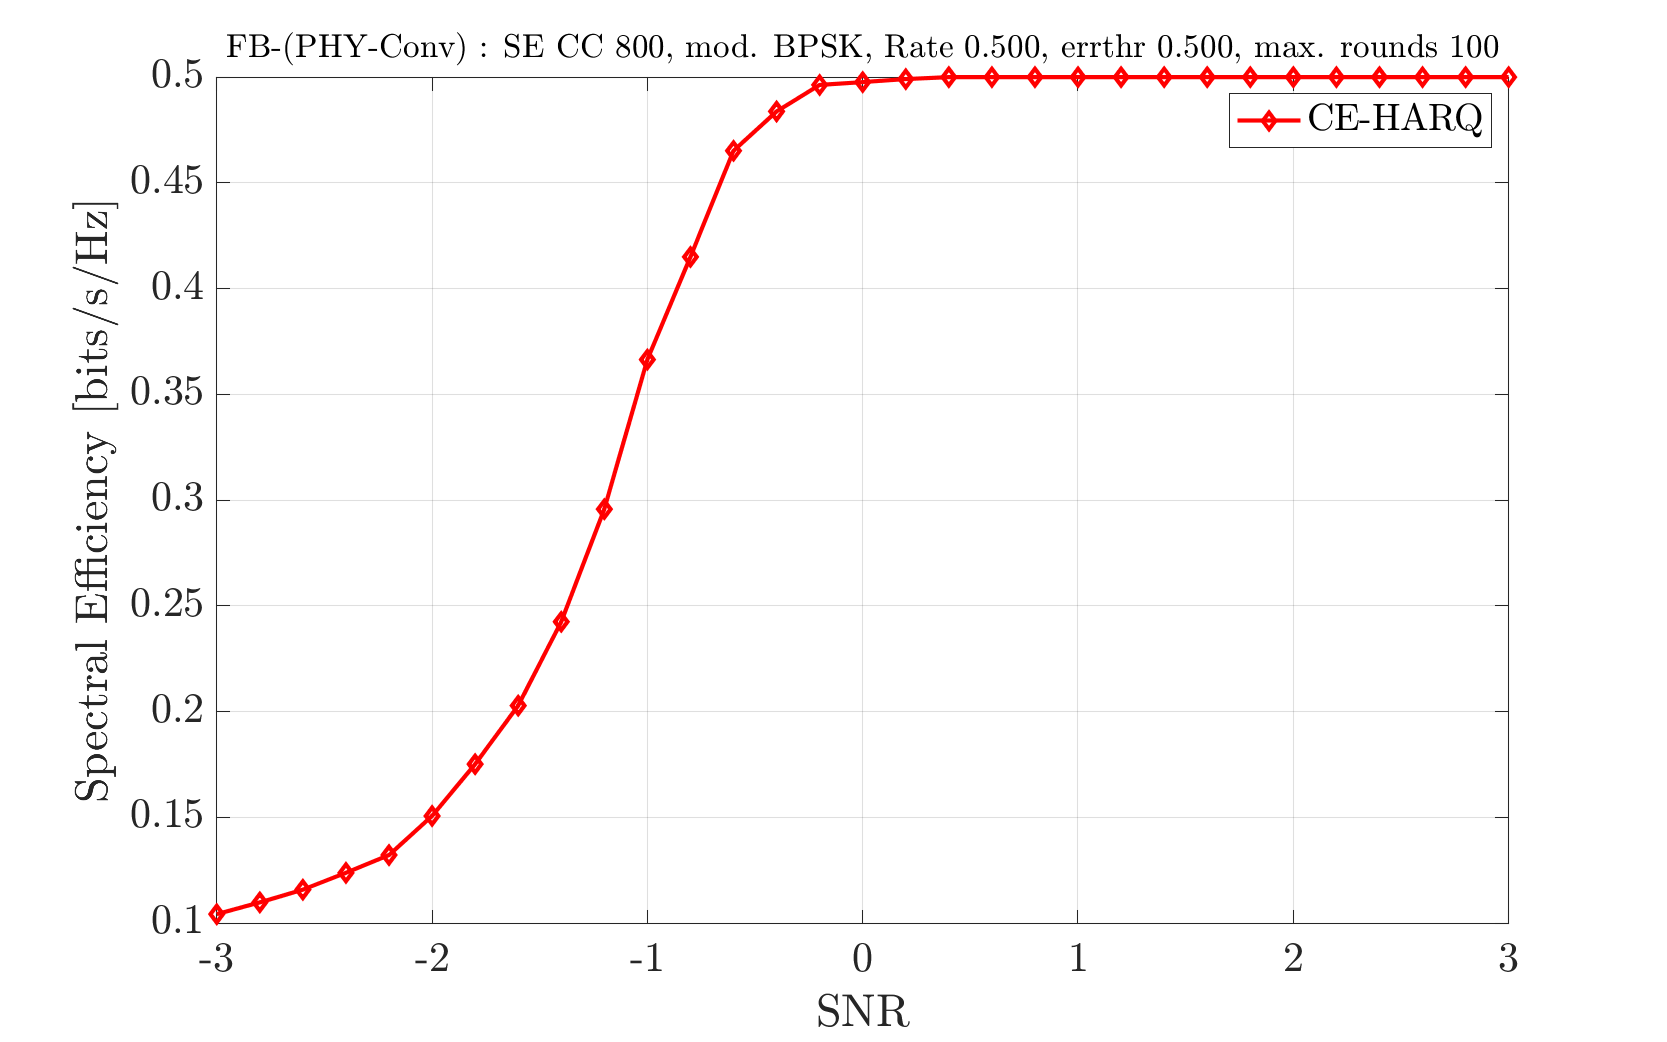 FB-(PHY-Conv) : SE CC 800, mod. BPSK, Rate 0.500, errthr 0.500, max. rounds 100
CE-HARQ
Spectral Efficiency [bits/s/Hz]
0.5
0.45
0.4
0.35
0.3
0.25
0.2
0.15
0.1
-3 -2 -1 0 1 2 3
SNR